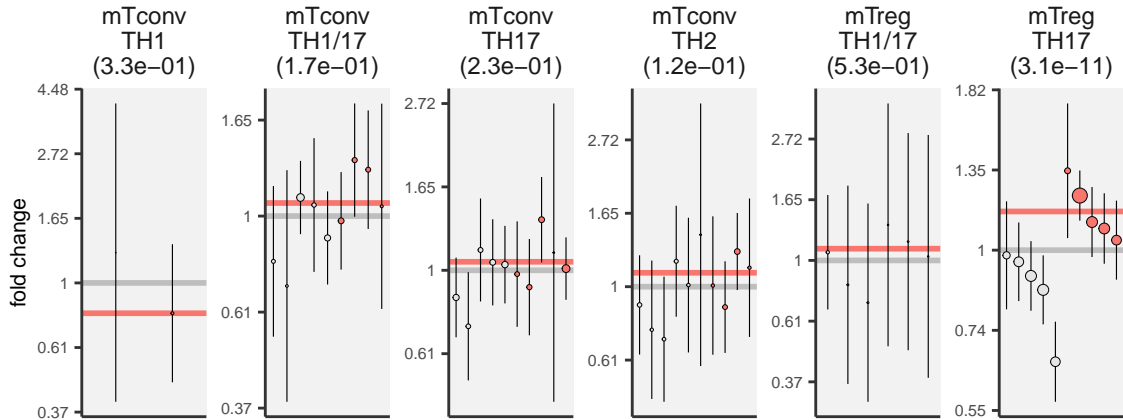 mTconv
TH1
(3.3e−01)
mTconv
TH1/17
(1.7e−01)
mTconv
TH17
(2.3e−01)
mTconv
TH2
(1.2e−01)
mTreg
TH1/17
(5.3e−01)
mTreg
TH17
(3.1e−11)
fold change
4.48
2.72
1.65
1
0.61
0.37
1.65
1
0.61
0.37
2.72
1.65
1
0.61
2.72
1.65
1
0.61
2.72
1.65
1
0.61
0.37
1.82
1.35
1
0.74
0.55